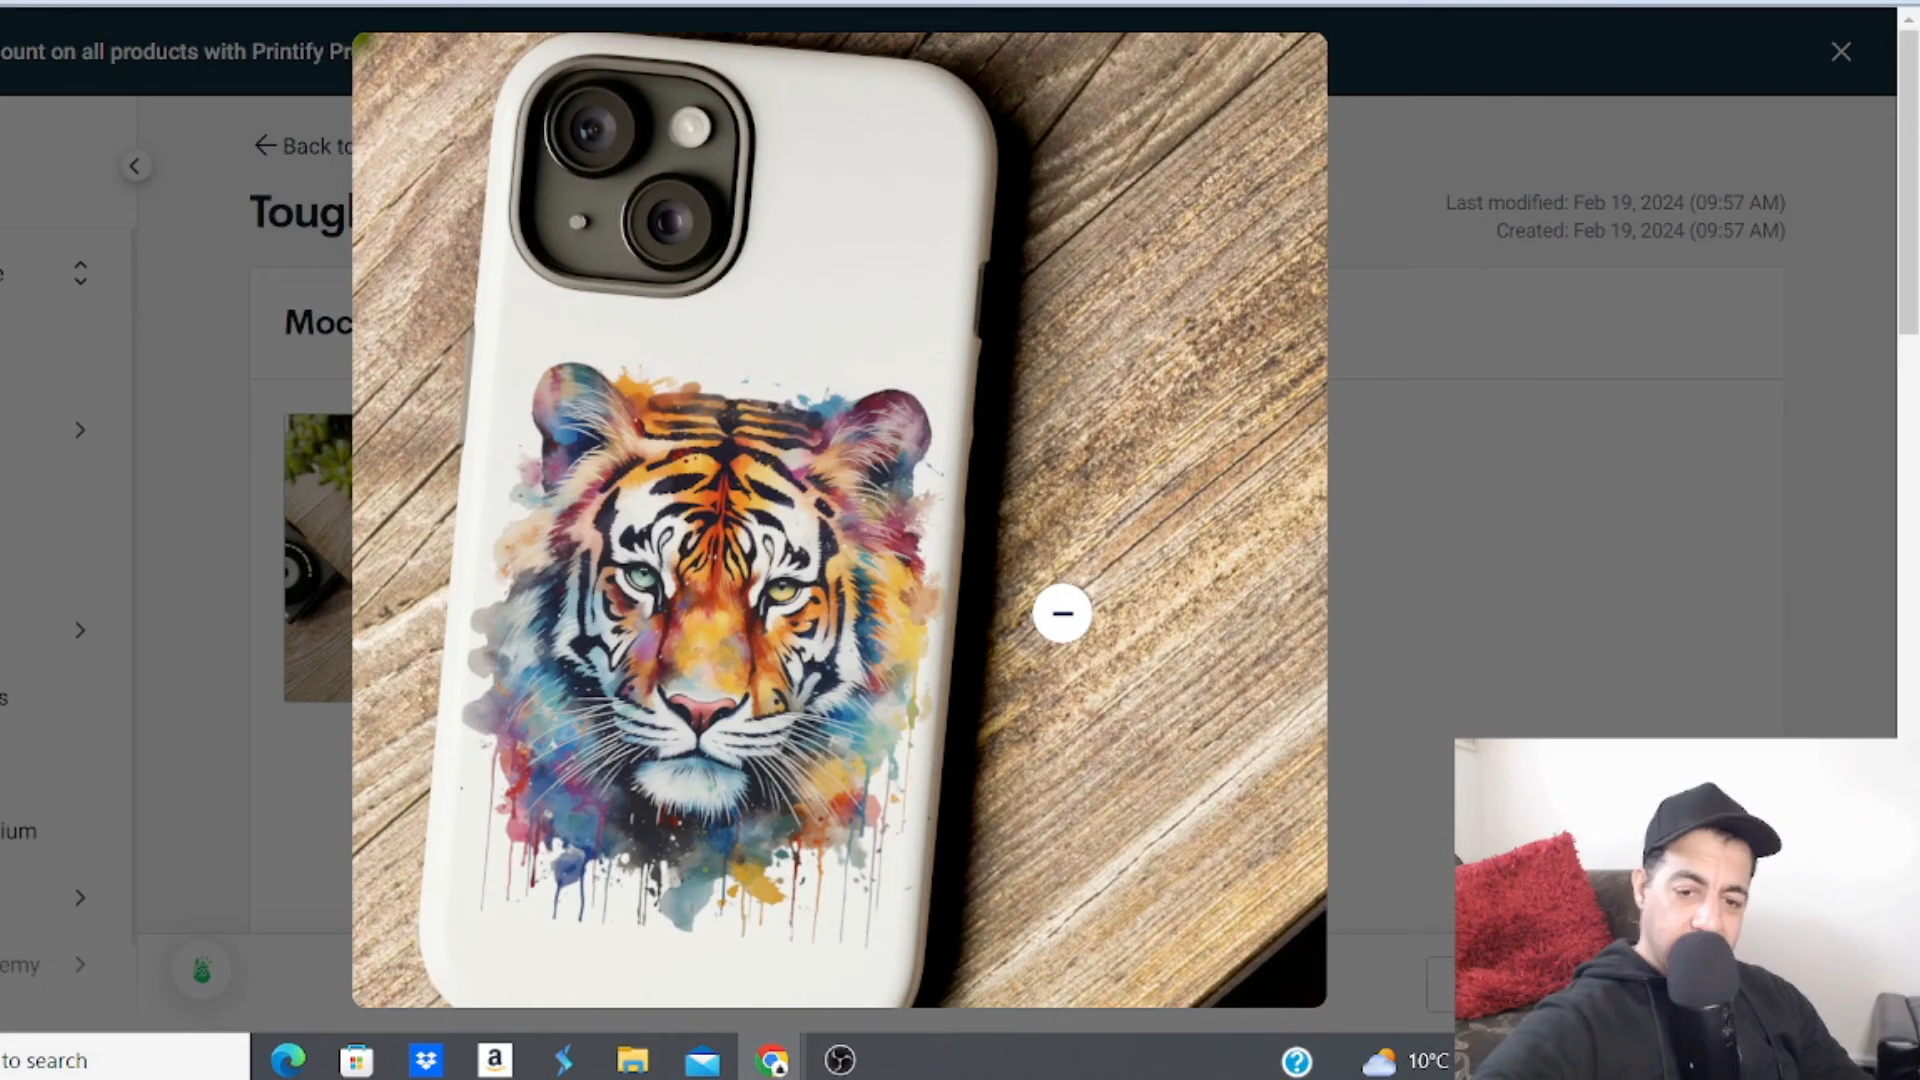 ount on all products with Printify Pr
Back to
Tough
Last modified: Feb 19, 2024 (09:57 AM)
Created: Feb 19, 2024 (09:57 AM)
e
Moc
s
ium
emy
to search
a
10°C